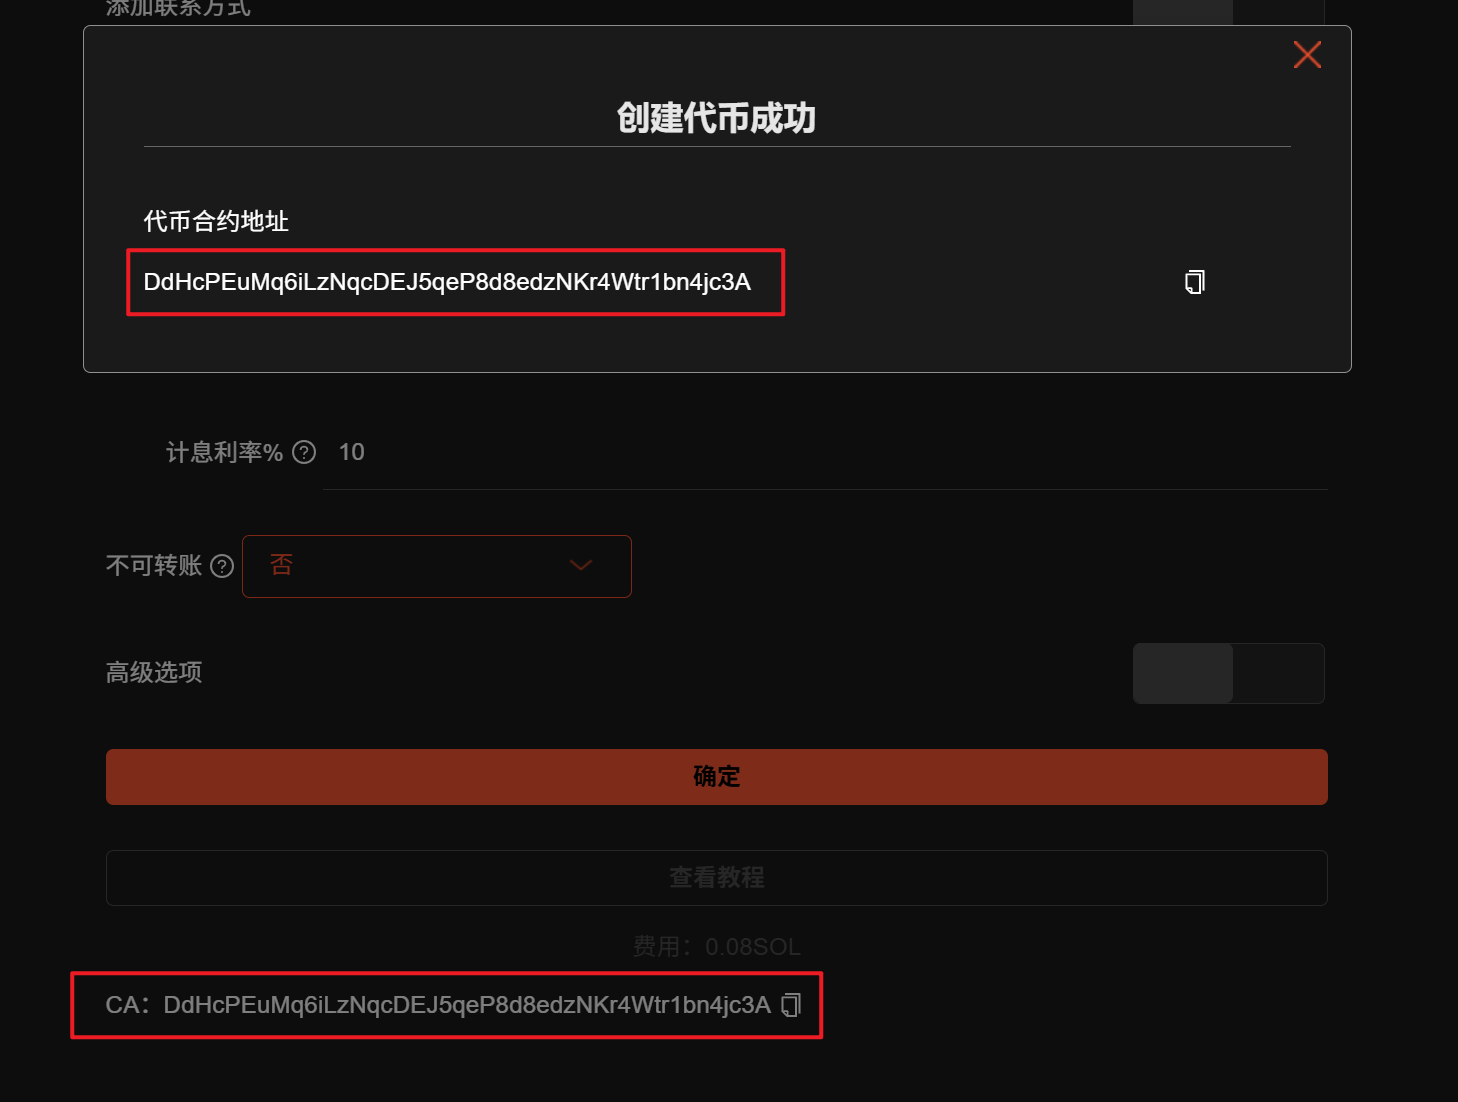 添加联系方式
创建代币成功
代币合约地址
DdHcPEuMq6iLzNqcDEJ5qeP8d8edzNKr4Wtr1bn4jc3A
计息利率% ? 10
不可转账 ? 否
高级选项
确定
查看教程
费用：0.08SOL
CA：DdHcPEuMq6iLzNqcDEJ5qeP8d8edzNKr4Wtr1bn4jc3A